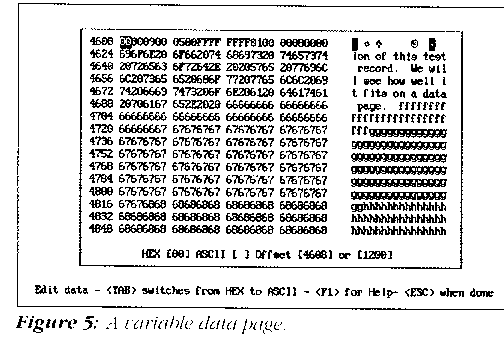 4608 00000900 0500FFFF FFFF8100 00000000
4624 696F6E20 6F662074 68697320 74657374 ion of this test
4640 20726563 6F72642E 20205765 2077696C record. We wil
4656 6C207365 6520686F 77207765 6C6C2069 l see how well i
4672 74206669 7473206F 6E206120 64617461 t fits on a data
4688 20706167 652E2020 66666666 66666666 page. ffffffff
4704 66666666 66666666 66666666 66666666 ffffffffffffffff
4720 66666667 67676767 67676767 67676767 fffggggggggggggg
4736 67676767 67676767 67676767 67676767 gggggggggggggggg
4752 67676767 67676767 67676767 67676767 gggggggggggggggg
4768 67676767 67676767 67676767 67676767 gggggggggggggggg
4784 67676767 67676767 67676767 67676767 gggggggggggggggg
4800 67676767 67676767 67676767 67676767 gggggggggggggggg
4816 67676868 68686868 68686868 68686868 gghhhhhhhhhhhhhh
4832 68686868 68686868 68686868 68686868 hhhhhhhhhhhhhhhh
4848 68686868 68686868 68686868 68686868 hhhhhhhhhhhhhhhh
HEX [00] ASCII [ ] Offset [4608] or [1200]
Edit data - <TAB> switches from HEX to ASCII - <F1> for Help- <ESC> when done
Figure 5: A variable data page.